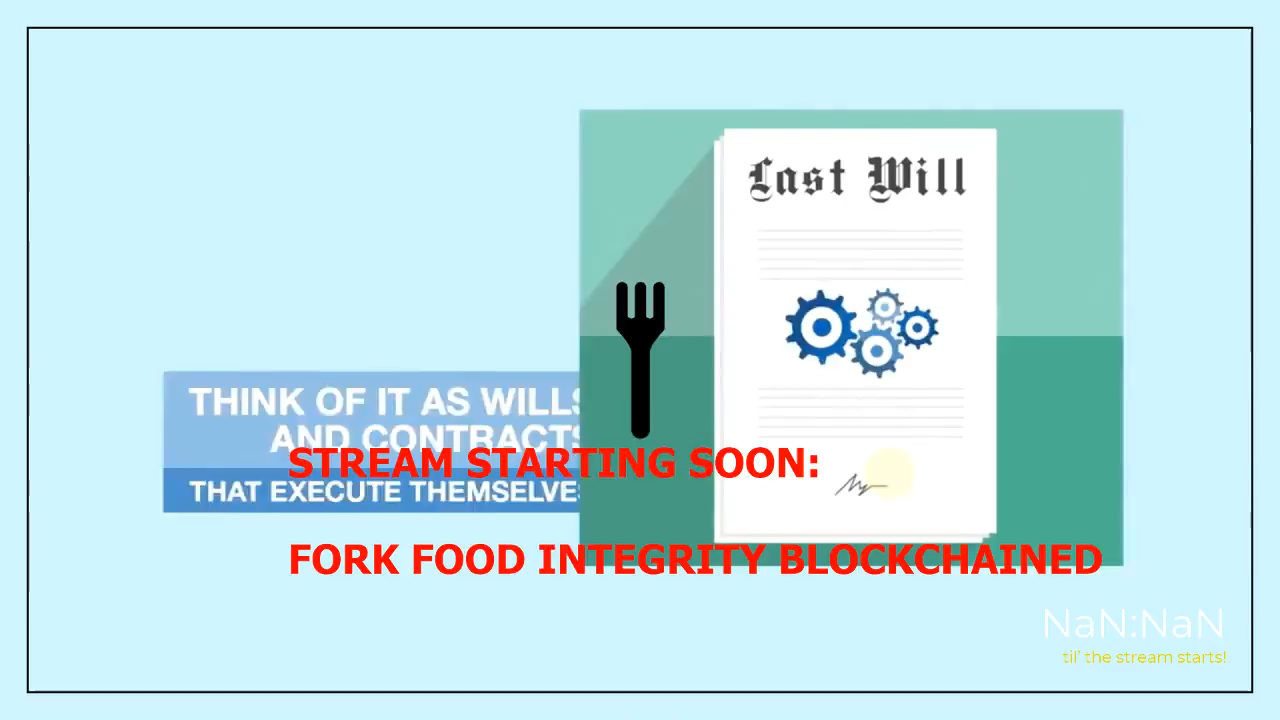 Last Will
THINK OF IT AS WILLS
AND CONTRACTS
STREAM STARTING SOON:
THAT EXECUTE THEMSELVES
FORK FOOD INTEGRITY BLOCKCHAINED
NaN:NaN
til' the stream starts!